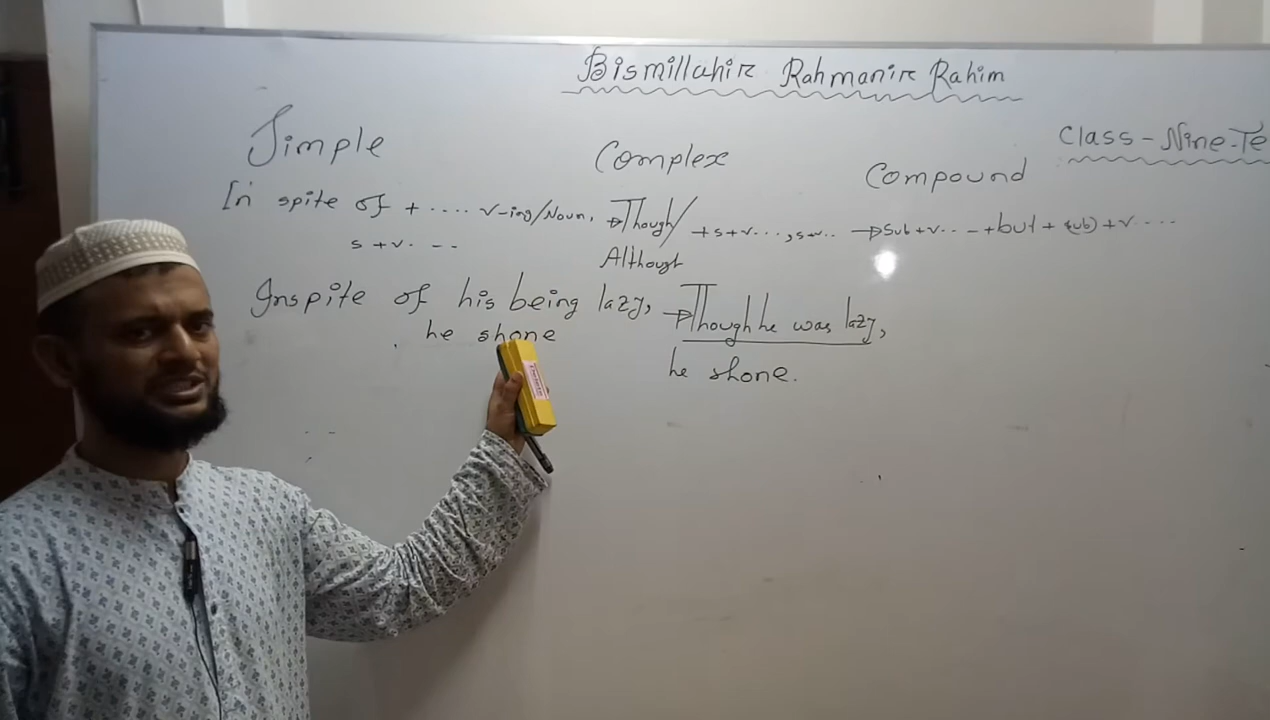 Bismillahir Rahmanir Rahim
Class-Nine-Te
Simple
Complex
Compound
In spite of + .... v-ing/Noun,
s + v. - --
Though/
Although
+ s + v..., s+v..
Sub + v... - + but + sub) + v ....
Inspite of his being lazy,
he shone
Though he was lazy,
he shone.